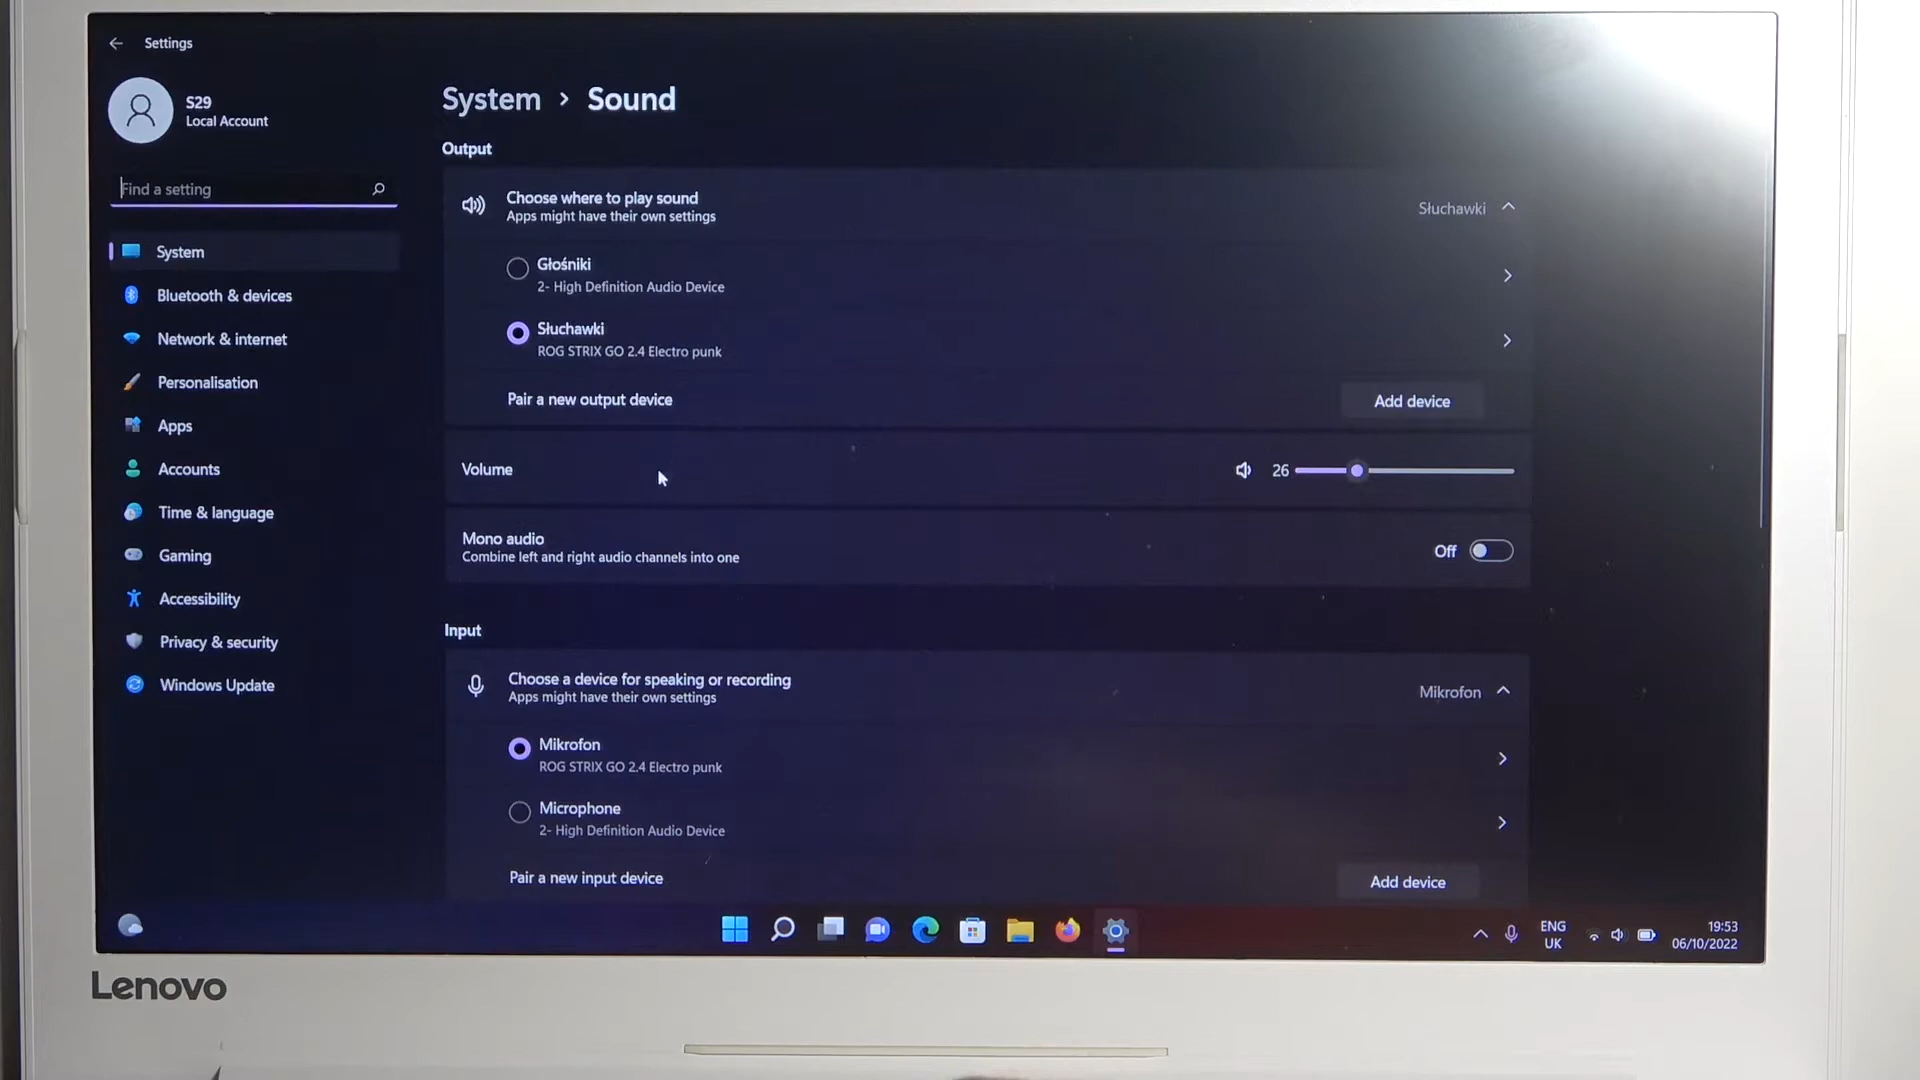 Settings
S29
Local Account
Find a setting
System
Bluetooth & devices
Network & internet
Personalisation
Apps
Accounts
Time & language
Gaming
Accessibility
Privacy & security
Windows Update
System > Sound
Output
Choose where to play sound
Apps might have their own settings
Słuchawki
Głośniki
2- High Definition Audio Device
Słuchawki
ROG STRIX GO 2.4 Electro punk
Pair a new output device
Add device
Volume
26
Mono audio
Combine left and right audio channels into one
Off
Input
Choose a device for speaking or recording
Apps might have their own settings
Mikrofon
Mikrofon
ROG STRIX GO 2.4 Electro punk
Microphone
2- High Definition Audio Device
Pair a new input device
Add device
ENG
UK
19:53
06/10/2022
Lenovo